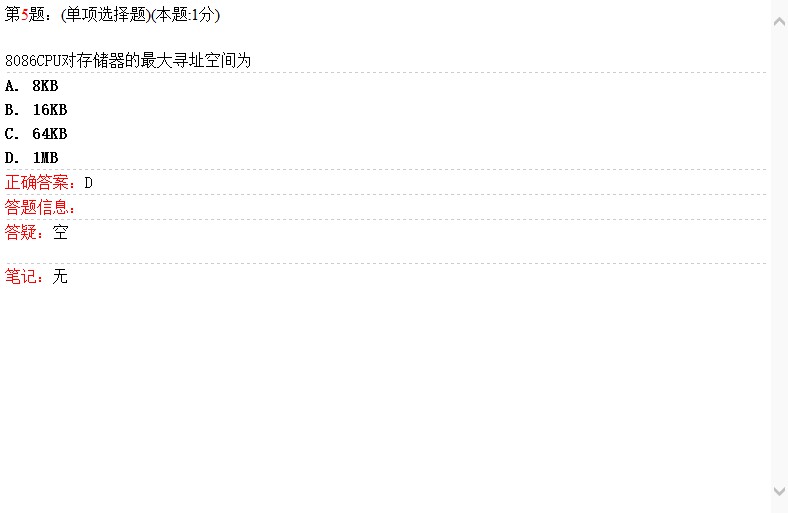 第5题：(单项选择题)(本题:1分)
8086CPU对存储器的最大寻址空间为
A. 8KB
B. 16KB
C. 64KB
D. 1MB
正确答案：D
答题信息：
答疑：空
笔记：无